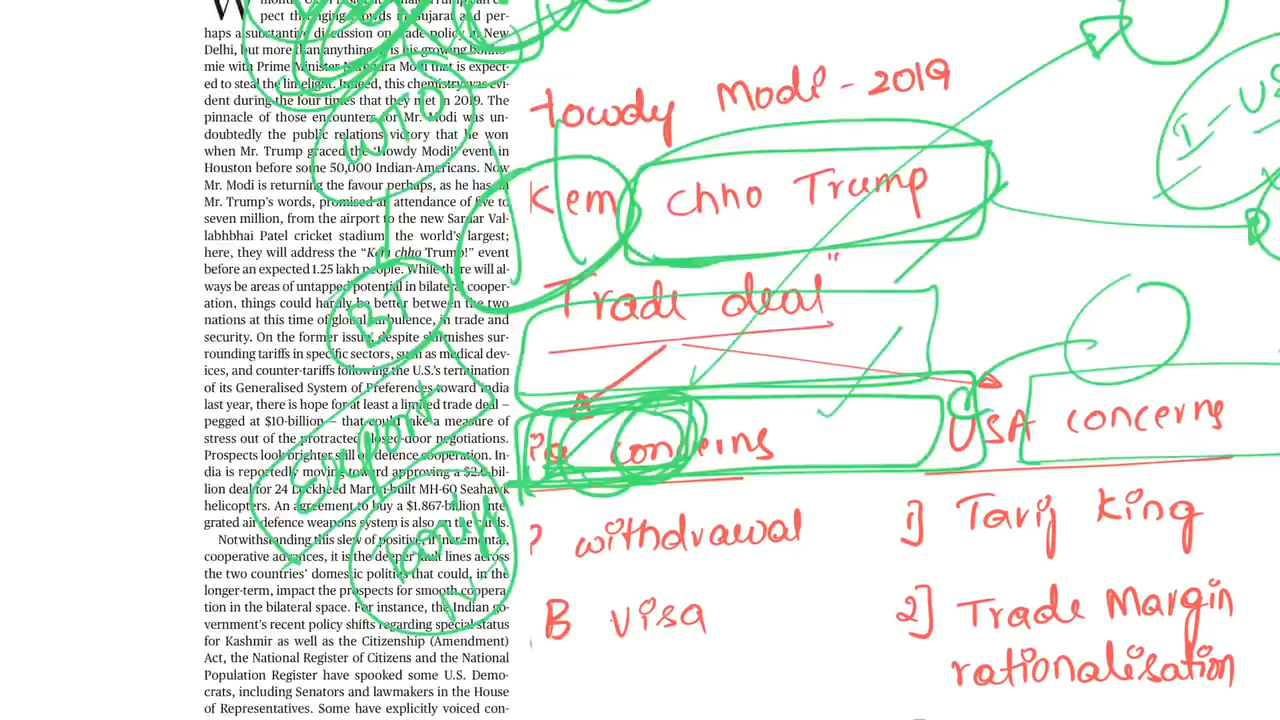 W
pect the
haps a substantive discussion on trade policy in New
Delhi, but more than anything it is his growing bonho-
mie with Prime Minister Narendra Modi that is expect-
ed to steal the limelight. Indeed, this chemistry was evi-
dent during the four times that they met in 2019. The
pinnacle of those encounters for Mr. Modi was un-
doubtedly the public relations victory that he won
when Mr. Trump graced the 'Howdy Modi!' event in
Houston before some 50,000 Indian-Americans. Now
Mr. Modi is returning the favour perhaps, as he has, in
Mr. Trump's words, promised an attendance of five to
seven million, from the airport to the new Sardar Val-
labhbhai Patel cricket stadium, the world's largest;
here, they will address the "Kem chho Trump!" event
before an expected 1.25 lakh people. While there will al-
ways be areas of untapped potential in bilateral cooper-
ation, things could hardly be better between the two
nations at this time of global turbulence, in trade and
security. On the former issue, despite skirmishes sur-
rounding tariffs in specific sectors, such as medical dev-
ices, and counter-tariffs following the U.S.'s termination
of its Generalised System of Preferences toward India
last year, there is hope for at least a limited trade deal —
pegged at $10-billion — that could take a measure of
stress out of the protracted closed-door negotiations.
Prospects look brighter still on defence cooperation. In-
dia is reportedly moving toward approving a $2.6-bil-
lion deal for 24 Lockheed Martin-built MH-60 Seahawk
helicopters. An agreement to buy a $1.867-billion inte-
grated air defence weapons system is also on the cards.
Notwithstanding this slew of positive, if incremental,
cooperative advances, it is the deeper fault lines across
the two countries' domestic polities that could, in the
longer-term, impact the prospects for smooth coopera-
tion in the bilateral space. For instance, the Indian go-
vernment's recent policy shifts regarding special status
for Kashmir as well as the Citizenship (Amendment)
Act, the National Register of Citizens and the National
Population Register have spooked some U.S. Demo-
crats, including Senators and lawmakers in the House
of Representatives. Some have explicitly voiced con-
WTO
BT
Export
Howdy Modi - 2019
Kem chho Trump
Trade deal"
concerns
withdrawal
B visa
USA concerns
1] Tariff King
2] Trade Margin
rationalisation
I - US